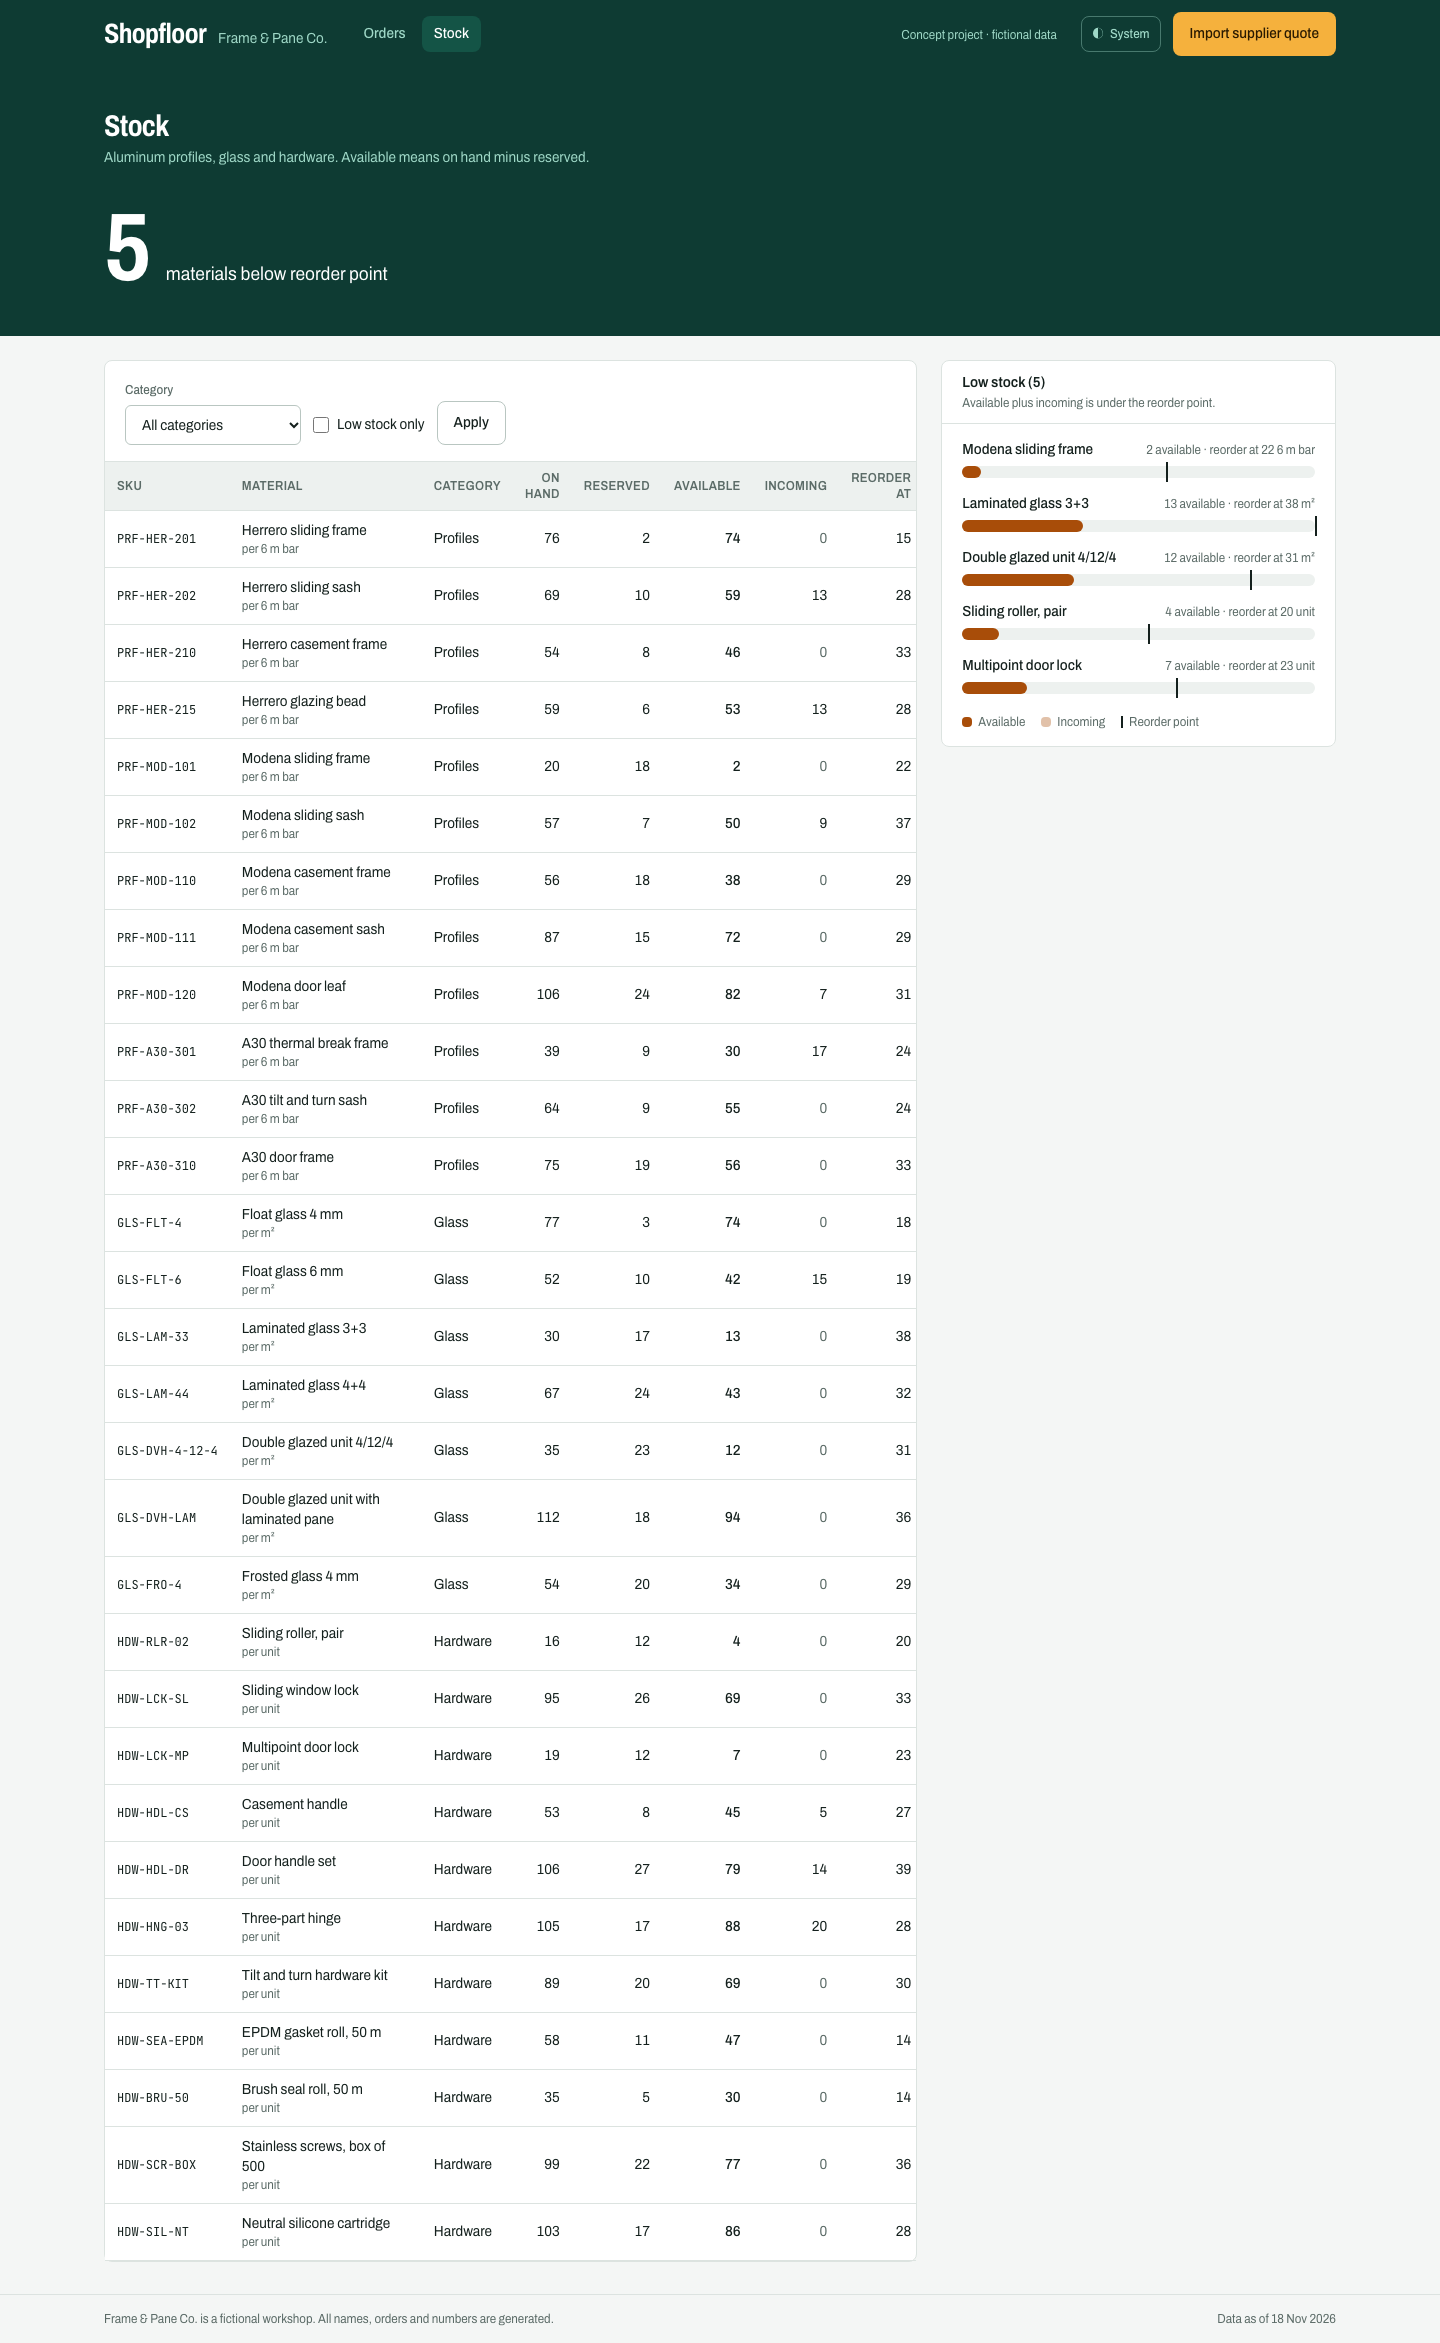 Shopfloor Frame & Pane Co. Orders Stock Concept project · fictional data System Import supplier quote
Stock
Aluminum profiles, glass and hardware. Available means on hand minus reserved.
5 materials below reorder point
Category
All categories Low stock only Apply
SKU MATERIAL CATEGORY ON HAND RESERVED AVAILABLE INCOMING REORDER AT
PRF-HER-201 Herrero sliding frame Profiles 76 2 74 0 15
per 6 m bar
PRF-HER-202 Herrero sliding sash Profiles 69 10 59 13 28
per 6 m bar
PRF-HER-210 Herrero casement frame Profiles 54 8 46 0 33
per 6 m bar
PRF-HER-215 Herrero glazing bead Profiles 59 6 53 13 28
per 6 m bar
PRF-MOD-101 Modena sliding frame Profiles 20 18 2 0 22
per 6 m bar
PRF-MOD-102 Modena sliding sash Profiles 57 7 50 9 37
per 6 m bar
PRF-MOD-110 Modena casement frame Profiles 56 18 38 0 29
per 6 m bar
PRF-MOD-111 Modena casement sash Profiles 87 15 72 0 29
per 6 m bar
PRF-MOD-120 Modena door leaf Profiles 106 24 82 7 31
per 6 m bar
PRF-A30-301 A30 thermal break frame Profiles 39 9 30 17 24
per 6 m bar
PRF-A30-302 A30 tilt and turn sash Profiles 64 9 55 0 24
per 6 m bar
PRF-A30-310 A30 door frame Profiles 75 19 56 0 33
per 6 m bar
GLS-FLT-4 Float glass 4 mm Glass 77 3 74 0 18
per m²
GLS-FLT-6 Float glass 6 mm Glass 52 10 42 15 19
per m²
GLS-LAM-33 Laminated glass 3+3 Glass 30 17 13 0 38
per m²
GLS-LAM-44 Laminated glass 4+4 Glass 67 24 43 0 32
per m²
GLS-DVH-4-12-4 Double glazed unit 4/12/4 Glass 35 23 12 0 31
per m²
GLS-DVH-LAM Double glazed unit with laminated pane Glass 112 18 94 0 36
per m²
GLS-FRO-4 Frosted glass 4 mm Glass 54 20 34 0 29
per m²
HDW-RLR-02 Sliding roller, pair Hardware 16 12 4 0 20
per unit
HDW-LCK-SL Sliding window lock Hardware 95 26 69 0 33
per unit
HDW-LCK-MP Multipoint door lock Hardware 19 12 7 0 23
per unit
HDW-HDL-CS Casement handle Hardware 53 8 45 5 27
per unit
HDW-HDL-DR Door handle set Hardware 106 27 79 14 39
per unit
HDW-HNG-03 Three-part hinge Hardware 105 17 88 20 28
per unit
HDW-TT-KIT Tilt and turn hardware kit Hardware 89 20 69 0 30
per unit
HDW-SEA-EPDM EPDM gasket roll, 50 m Hardware 58 11 47 0 14
per unit
HDW-BRU-50 Brush seal roll, 50 m Hardware 35 5 30 0 14
per unit
HDW-SCR-BOX Stainless screws, box of 500 Hardware 99 22 77 0 36
per unit
HDW-SIL-NT Neutral silicone cartridge Hardware 103 17 86 0 28
per unit
Low stock (5)
Available plus incoming is under the reorder point.
Modena sliding frame 2 available · reorder at 22 6 m bar
Laminated glass 3+3 13 available · reorder at 38 m²
Double glazed unit 4/12/4 12 available · reorder at 31 m²
Sliding roller, pair 4 available · reorder at 20 unit
Multipoint door lock 7 available · reorder at 23 unit
Available Incoming Reorder point
Frame & Pane Co. is a fictional workshop. All names, orders and numbers are generated. Data as of 18 Nov 2026